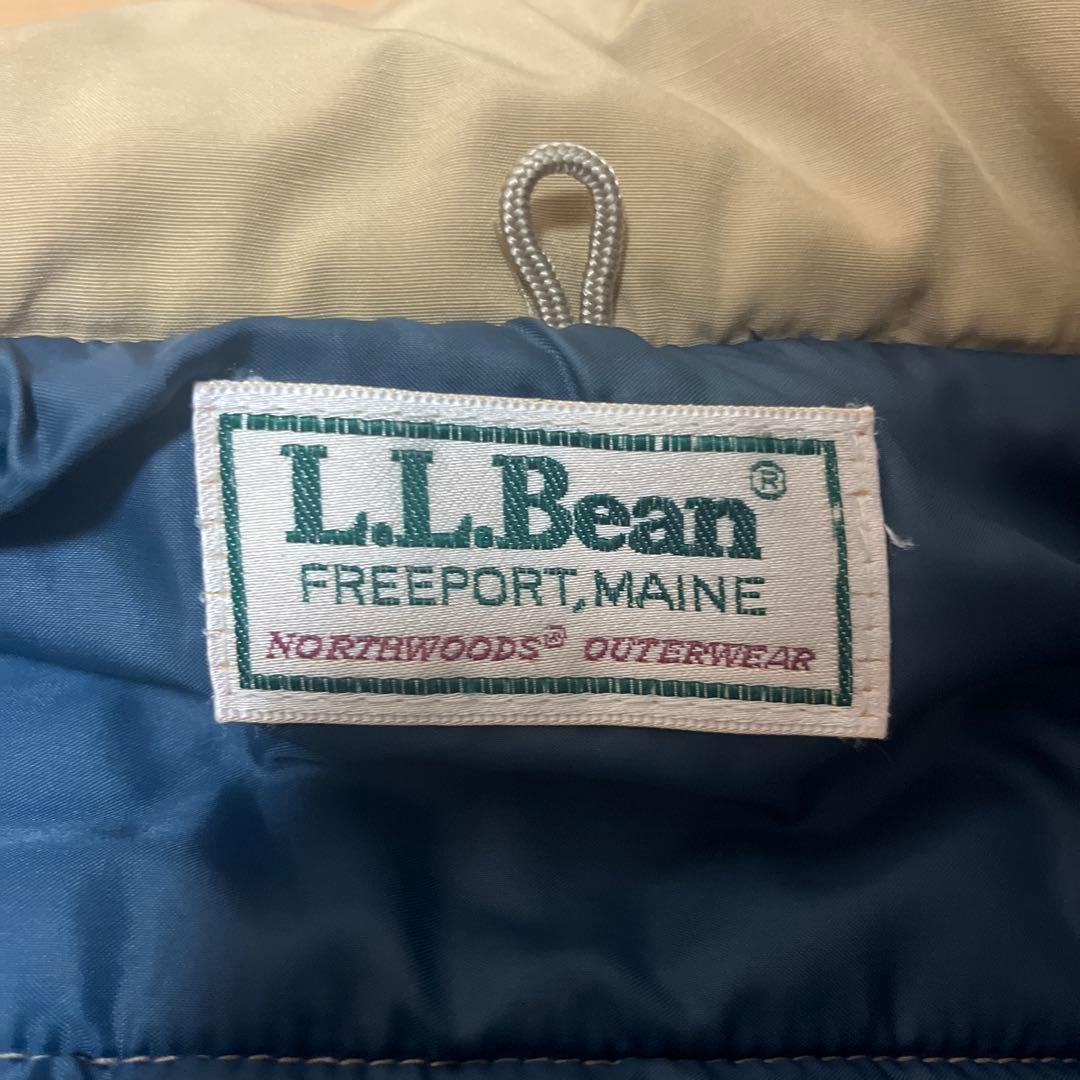 L.L.Bean®
FREEPORT, MAINE
NORTHWOODS® OUTERWEAR